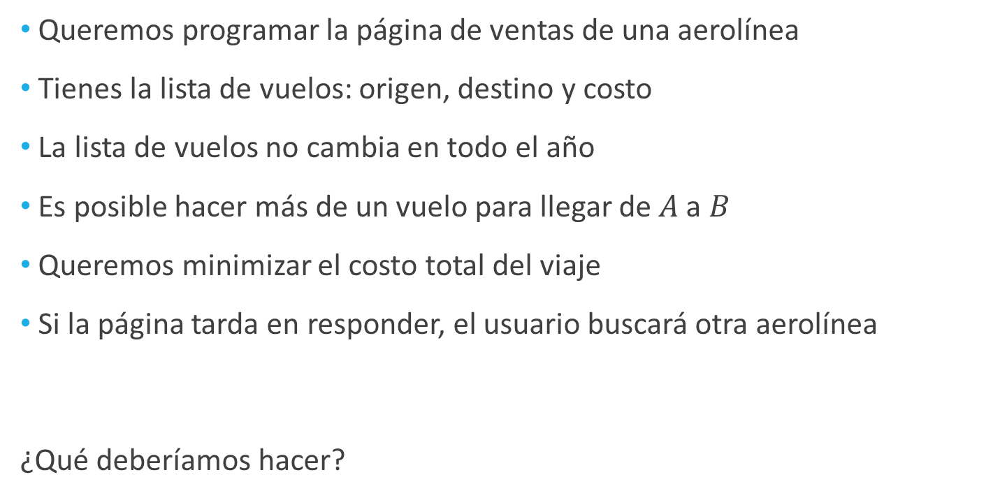 • Queremos programar la página de ventas de una aerolínea
• Tienes la lista de vuelos: origen, destino y costo
• La lista de vuelos no cambia en todo el año
• Es posible hacer más de un vuelo para llegar de A a B
• Queremos minimizar el costo total del viaje
• Si la página tarda en responder, el usuario buscará otra aerolínea
¿Qué deberíamos hacer?